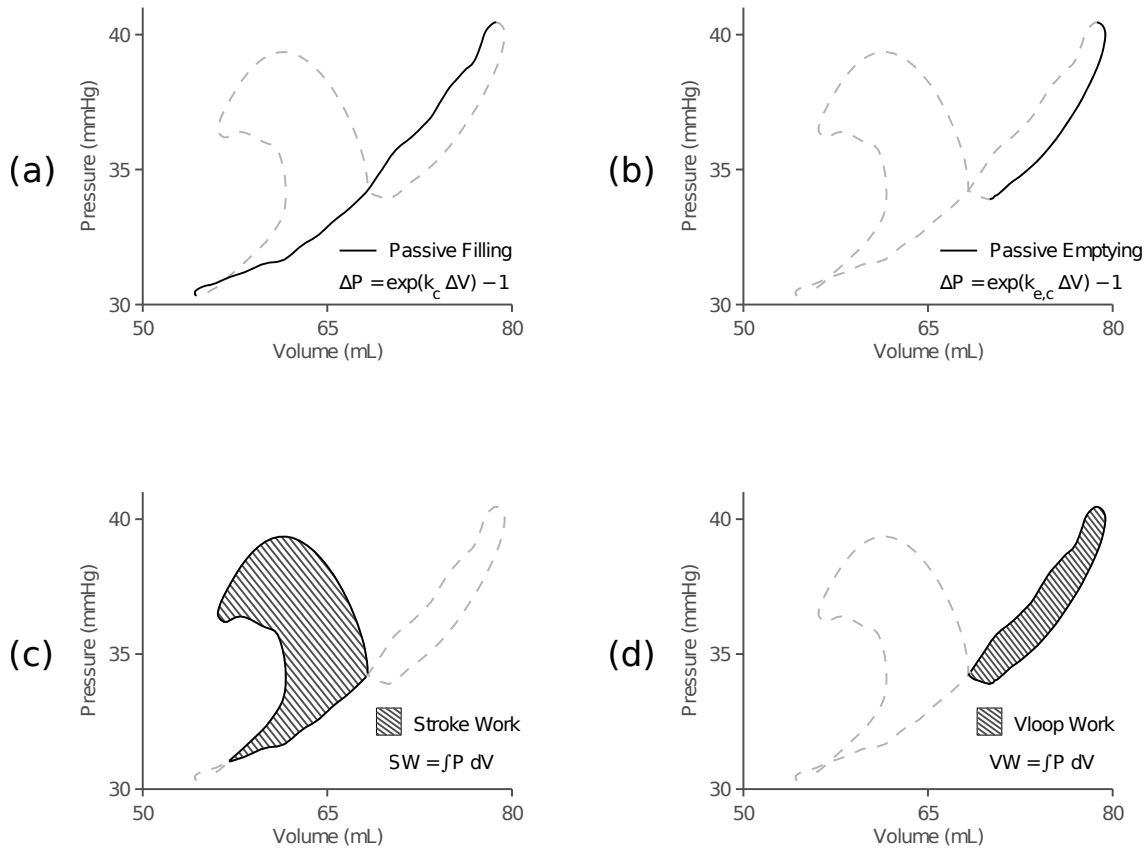 (a)
Pressure (mmHg)
40
35
30
50
65
80
Volume (mL)
Passive Filling
ΔP = exp(k_c ΔV) − 1
(b)
Pressure (mmHg)
40
35
30
50
65
80
Volume (mL)
Passive Emptying
ΔP = exp(k_e,c ΔV) − 1
(c)
Pressure (mmHg)
40
35
30
50
65
80
Volume (mL)
Stroke Work
SW = ∫P dV
(d)
Pressure (mmHg)
40
35
30
50
65
80
Volume (mL)
Vloop Work
VW = ∫P dV